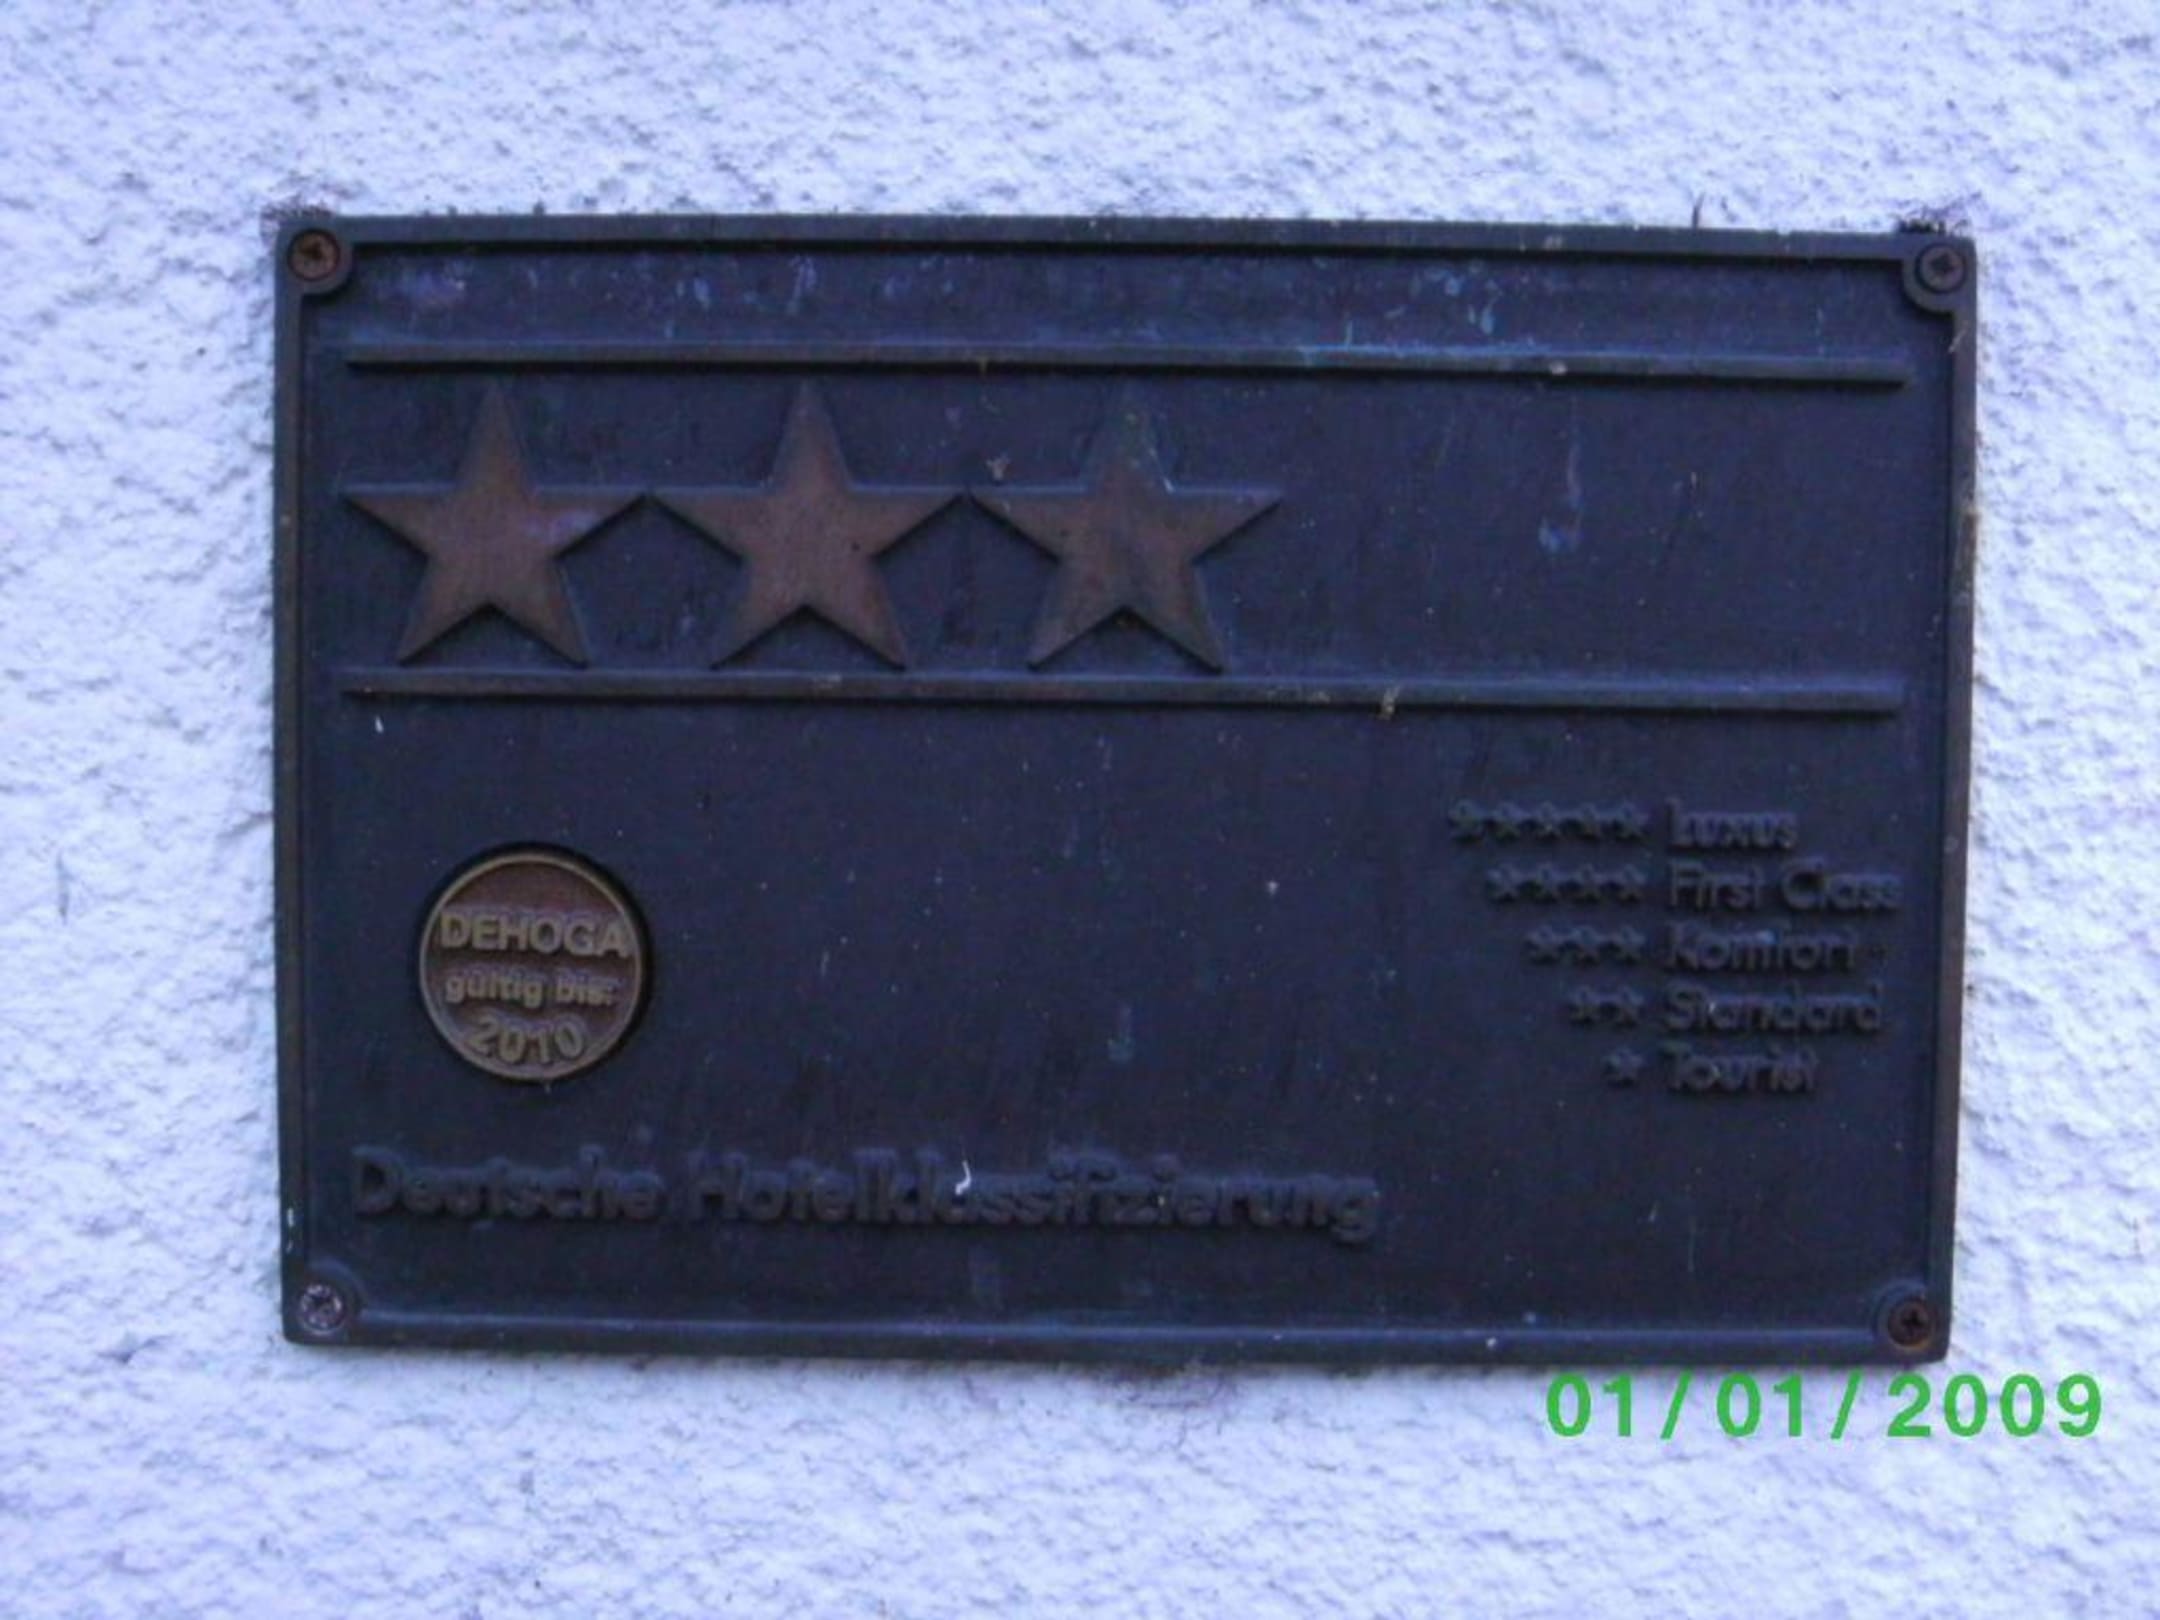 DEHOGA
gültig bis:
2010
***** Luxus
**** First Class
*** Komfort
** Standard
* Tourist
Deutsche Hotelklassifizierung
01/01/2009